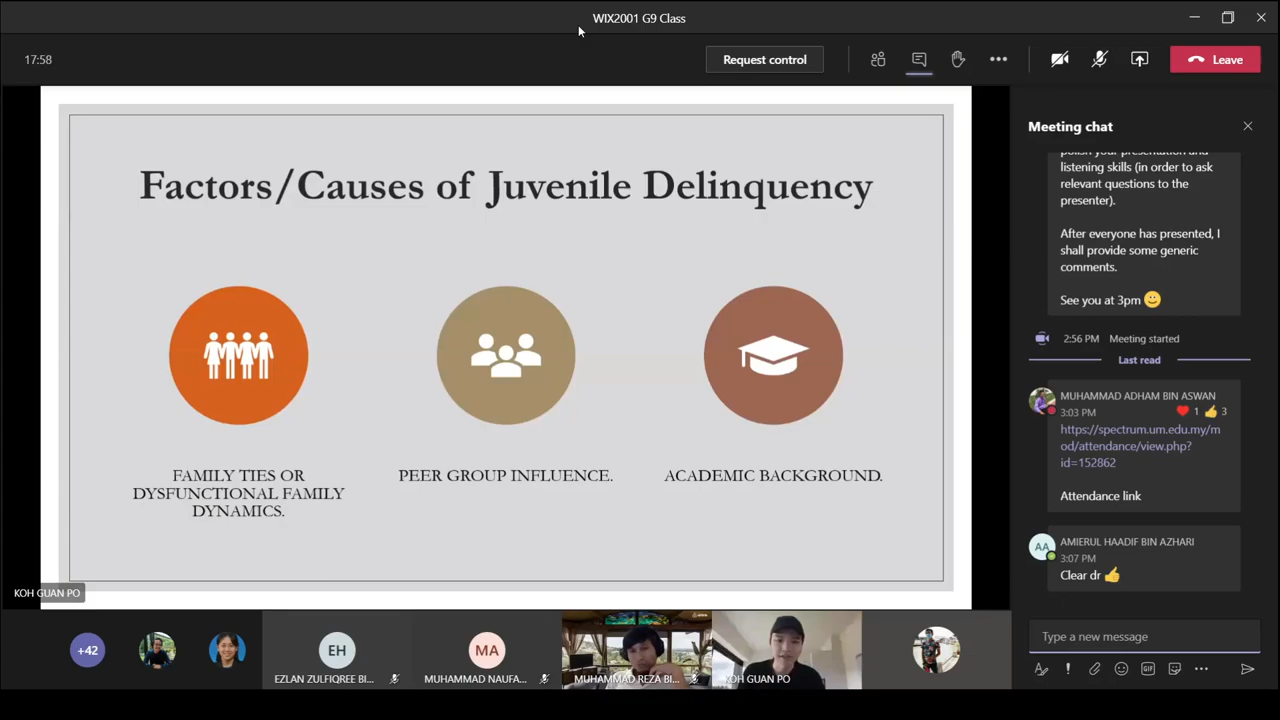 WIX2001 G9 Class
17:58
Request control
Leave
Factors/Causes of Juvenile Delinquency
FAMILY TIES OR
DYSFUNCTIONAL FAMILY
DYNAMICS.
PEER GROUP INFLUENCE.
ACADEMIC BACKGROUND.
KOH GUAN PO
Meeting chat
polish your presentation and
listening skills (in order to ask
relevant questions to the
presenter).
After everyone has presented, I
shall provide some generic
comments.
See you at 3pm 🙂
2:56 PM Meeting started
Last read
MUHAMMAD ADHAM BIN ASWAN
3:03 PM ❤️ 1 👍 3
https://spectrum.um.edu.my/m
od/attendance/view.php?
id=152862
Attendance link
AA
AMIERUL HAADIF BIN AZHARI
3:07 PM
Clear dr 👍
Type a new message
GIF
+42
EH
EZLAN ZULFIQREE BI...
MA
MUHAMMAD NAUFA...
MUHAMMAD REZA BI...
KOH GUAN PO